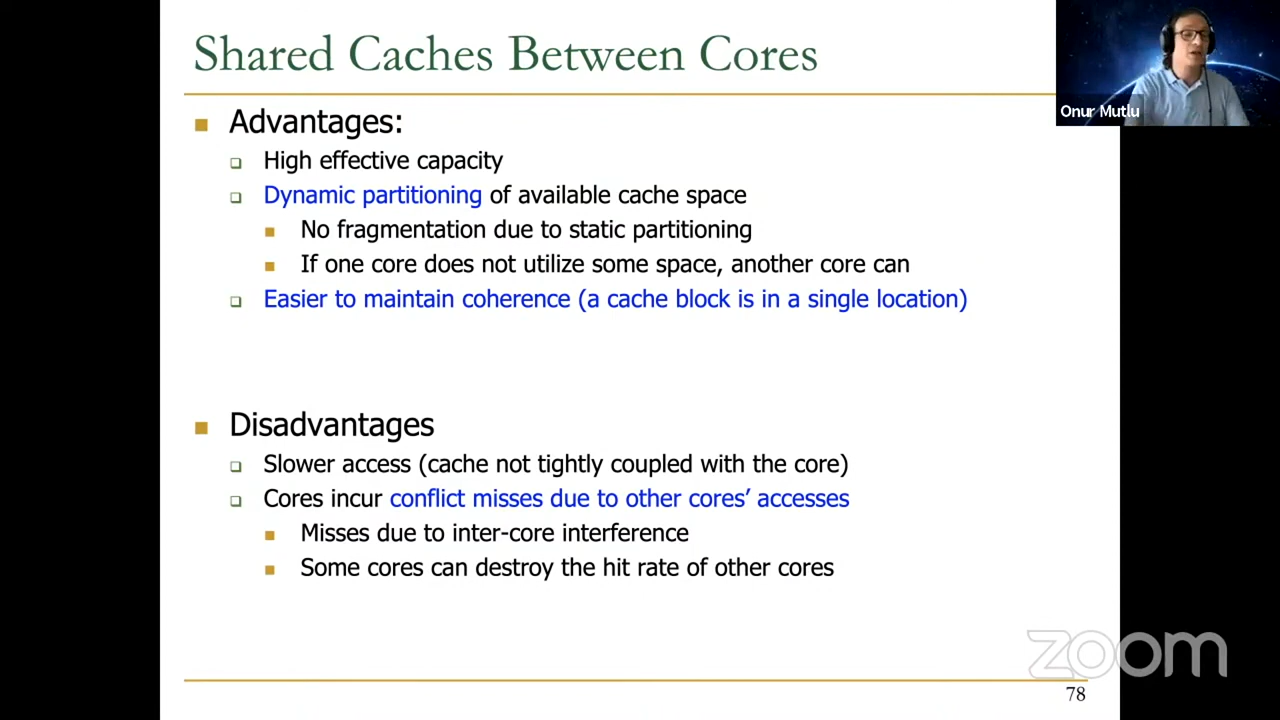 Shared Caches Between Cores
Onur Mutlu
Advantages:
High effective capacity
Dynamic partitioning of available cache space
No fragmentation due to static partitioning
If one core does not utilize some space, another core can
Easier to maintain coherence (a cache block is in a single location)
Disadvantages
Slower access (cache not tightly coupled with the core)
Cores incur conflict misses due to other cores’ accesses
Misses due to inter-core interference
Some cores can destroy the hit rate of other cores
zoom
78